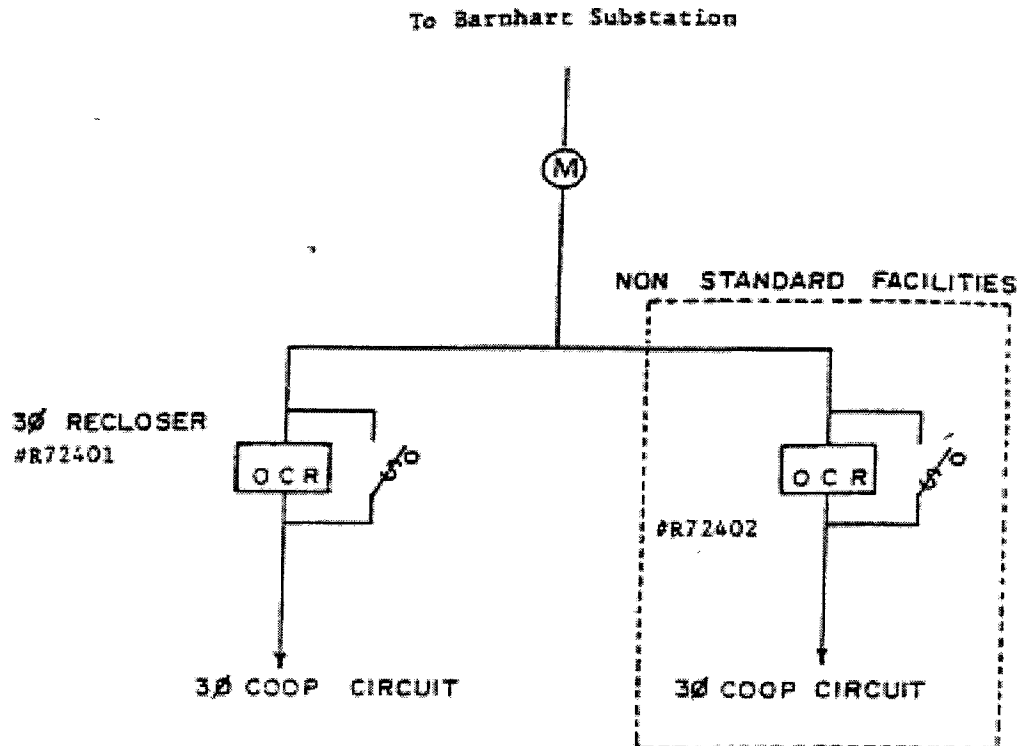 To Barnhart Substation
M
NON STANDARD FACILITIES
3Ø RECLOSER
#R72401
OCR
S/O
OCR
S/O
#R72402
3Ø COOP CIRCUIT
3Ø COOP CIRCUIT